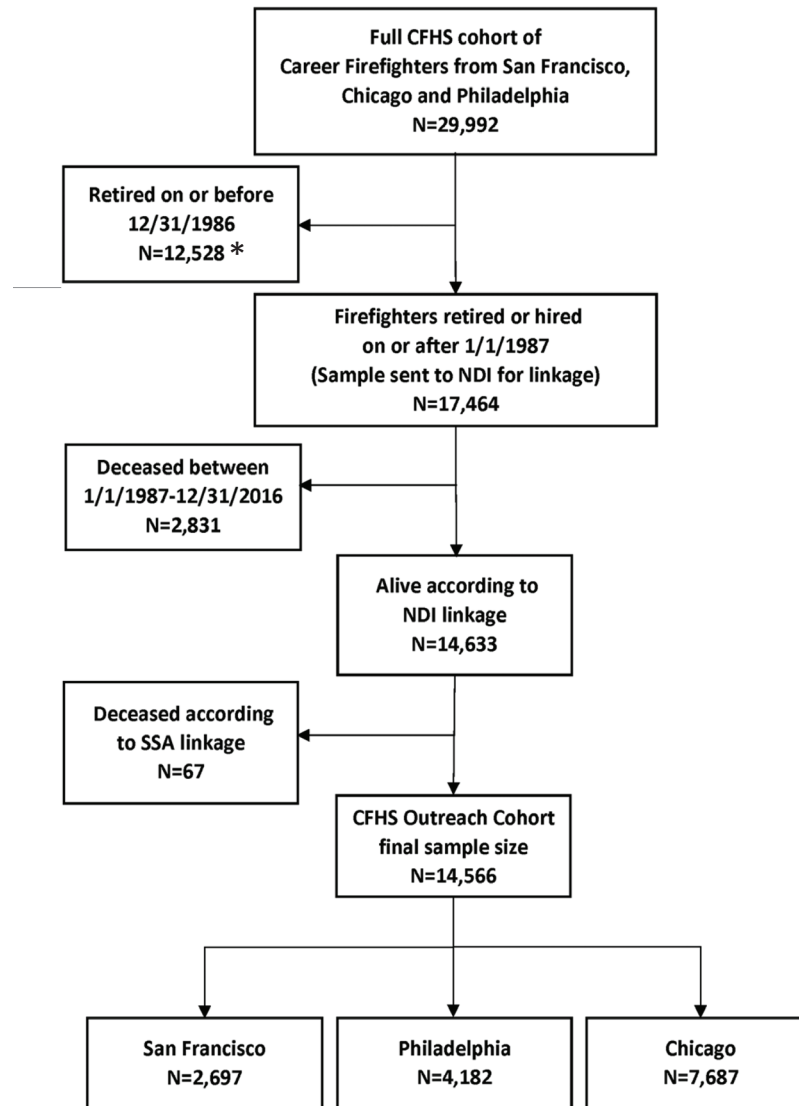 Full CFHS cohort of
Career Firefighters from San Francisco,
Chicago and Philadelphia
N=29,992
Retired on or before
12/31/1986
N=12,528 *
Firefighters retired or hired
on or after 1/1/1987
(Sample sent to NDI for linkage)
N=17,464
Deceased between
1/1/1987-12/31/2016
N=2,831
Alive according to
NDI linkage
N=14,633
Deceased according
to SSA linkage
N=67
CFHS Outreach Cohort
final sample size
N=14,566
San Francisco
N=2,697
Philadelphia
N=4,182
Chicago
N=7,687